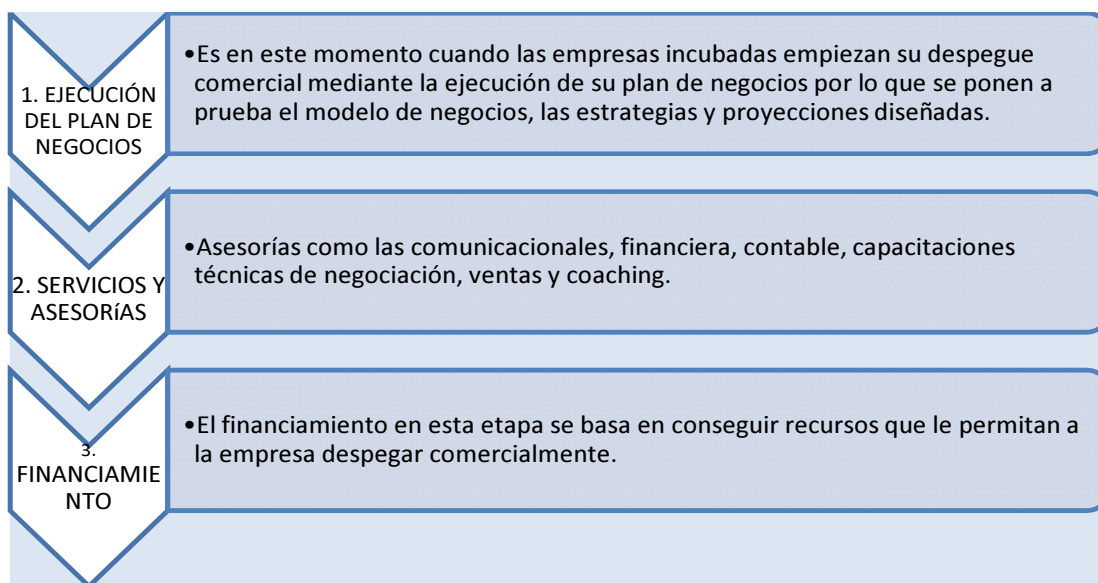 1. EJECUCIÓN
DEL PLAN DE
NEGOCIOS
•Es en este momento cuando las empresas incubadas empiezan su despegue
comercial mediante la ejecución de su plan de negocios por lo que se ponen a
prueba el modelo de negocios, las estrategias y proyecciones diseñadas.
2. SERVICIOS Y
ASESORíAS
•Asesorías como las comunicacionales, financiera, contable, capacitaciones
técnicas de negociación, ventas y coaching.
3.
FINANCIAMIE
NTO
•El financiamiento en esta etapa se basa en conseguir recursos que le permitan a
la empresa despegar comercialmente.